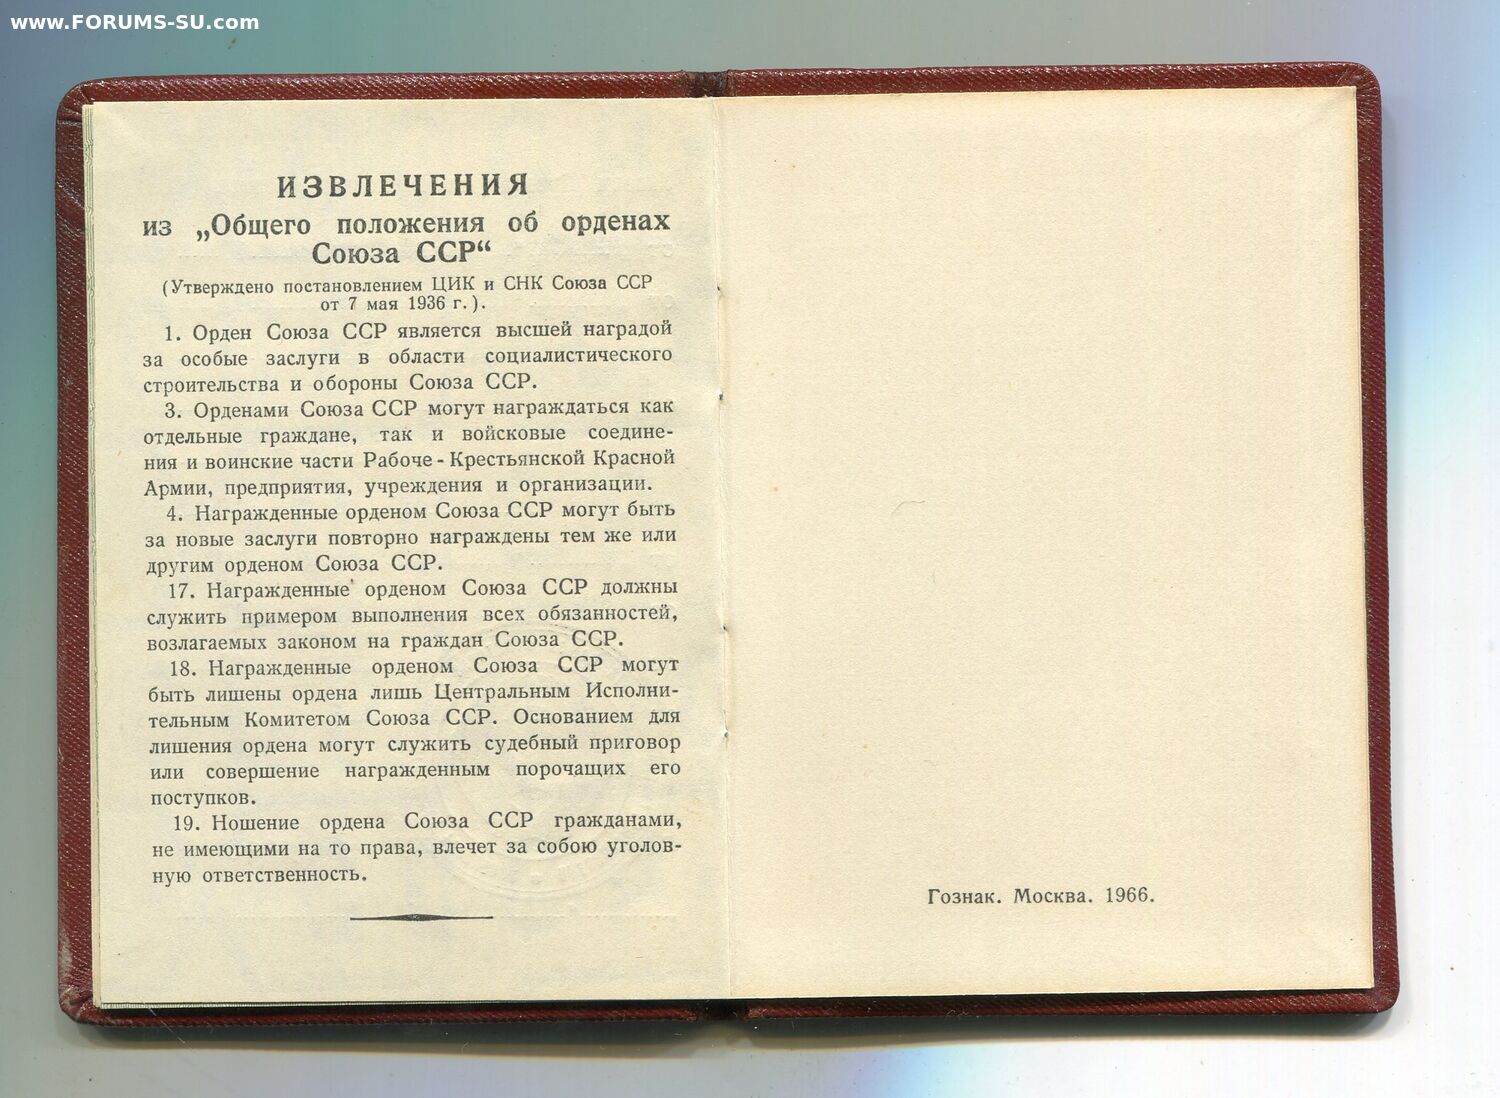 www.FORUMS-SU.com
ИЗВЛЕЧЕНИЯ
из „Общего положения об орденах
Союза ССР“
(Утверждено постановлением ЦИК и СНК Союза ССР
от 7 мая 1936 г.).
1. Орден Союза ССР является высшей наградой
за особые заслуги в области социалистического
строительства и обороны Союза ССР.
3. Орденами Союза ССР могут награждаться как
отдельные граждане, так и войсковые соедине-
ния и воинские части Рабоче-Крестьянской Красной
Армии, предприятия, учреждения и организации.
4. Награжденные орденом Союза ССР могут быть
за новые заслуги повторно награждены тем же или
другим орденом Союза ССР.
17. Награжденные орденом Союза ССР должны
служить примером выполнения всех обязанностей,
возлагаемых законом на граждан Союза ССР.
18. Награжденные орденом Союза ССР могут
быть лишены ордена лишь Центральным Исполни-
тельным Комитетом Союза ССР. Основанием для
лишения ордена могут служить судебный приговор
или совершение награжденным порочащих его
поступков.
19. Ношение ордена Союза ССР гражданами,
не имеющими на то права, влечет за собою уголов-
ную ответственность.
Гознак. Москва. 1966.